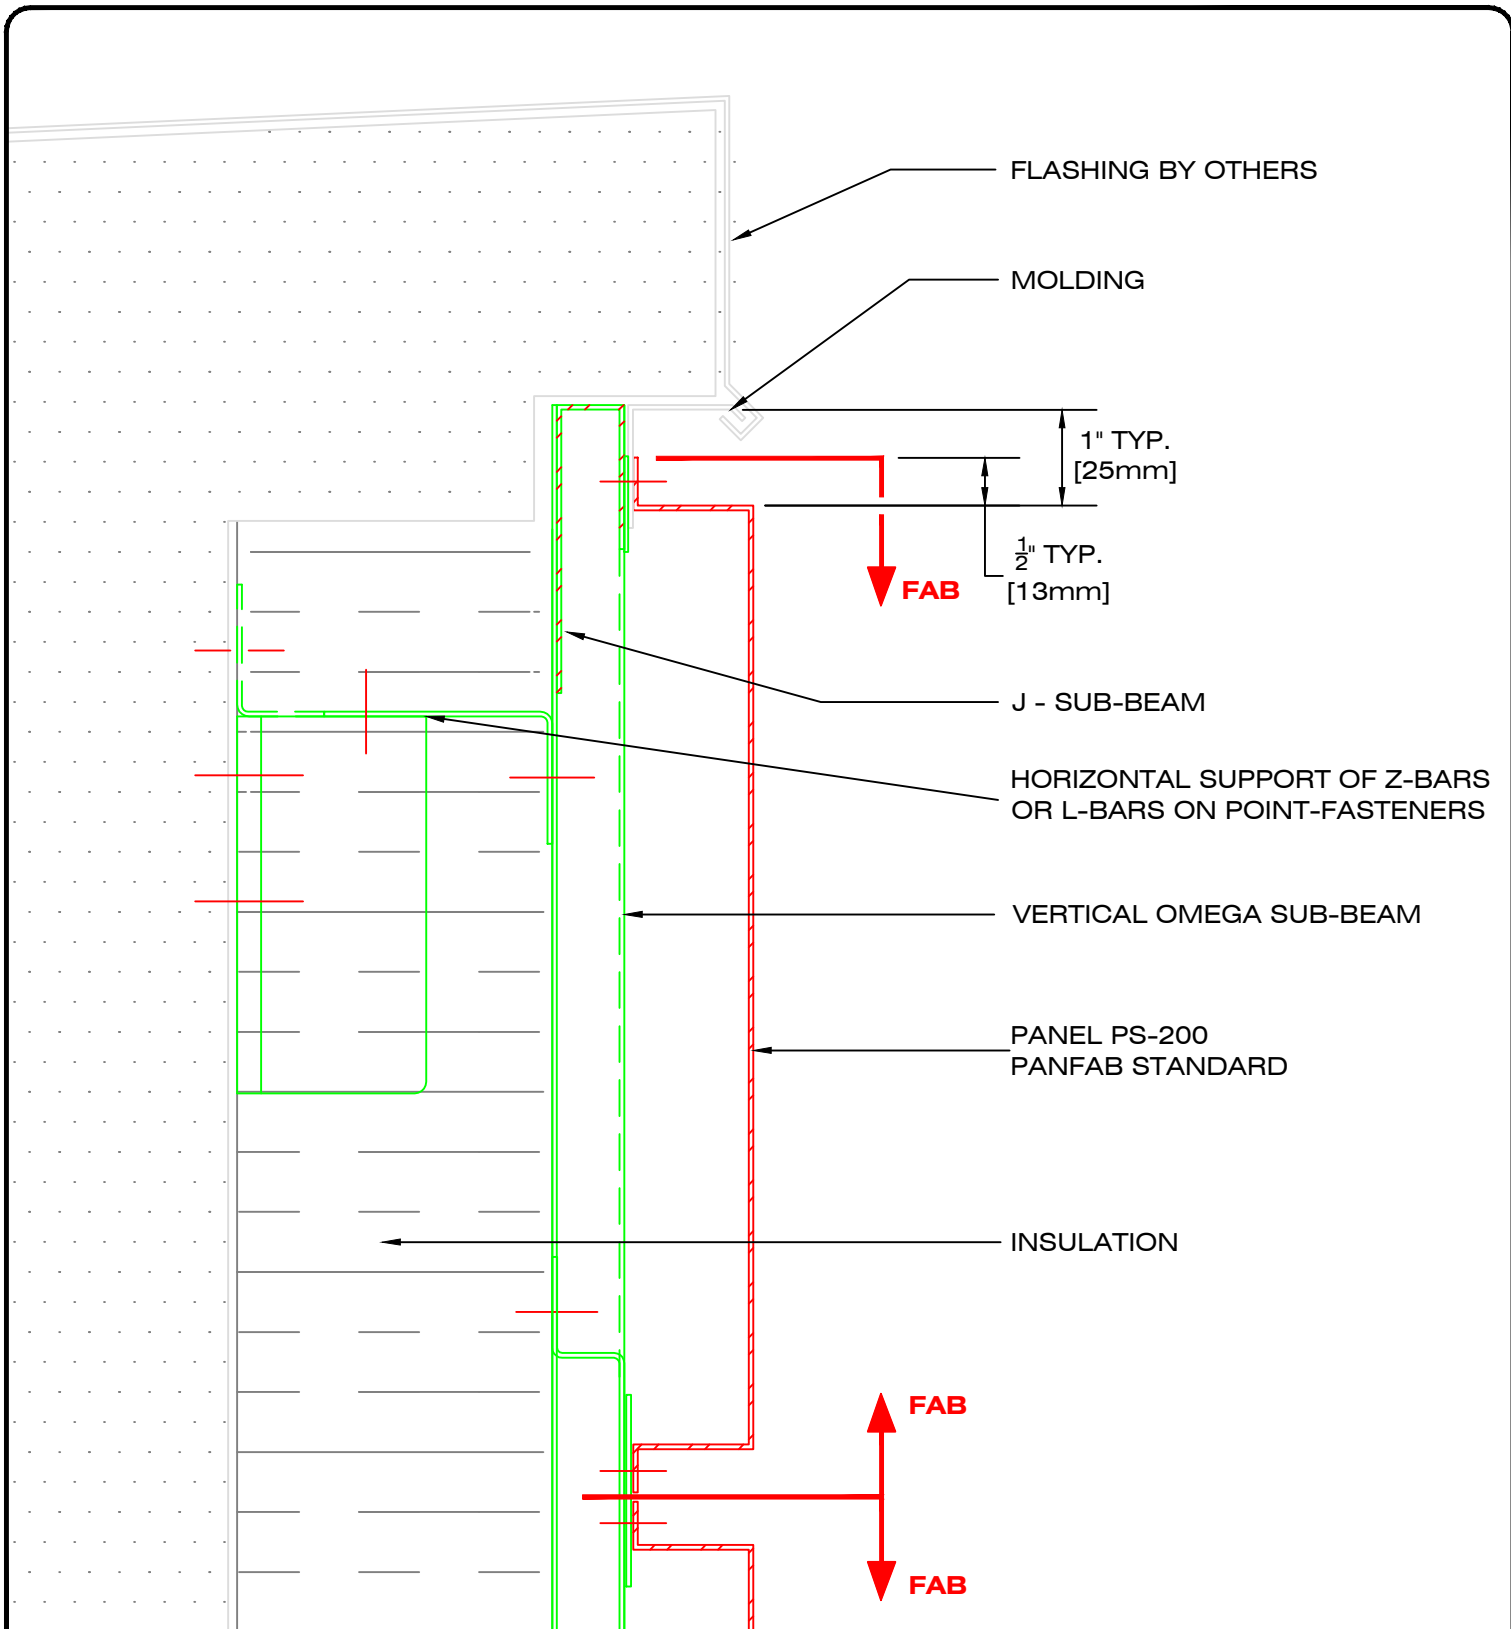 FLASHING BY OTHERS
MOLDING
1" TYP.
[25mm]
½" TYP.
[13mm]
FAB
J - SUB-BEAM
HORIZONTAL SUPPORT OF Z-BARS
OR L-BARS ON POINT-FASTENERS
VERTICAL OMEGA SUB-BEAM
PANEL PS-200
PANFAB STANDARD
INSULATION
FAB
FAB